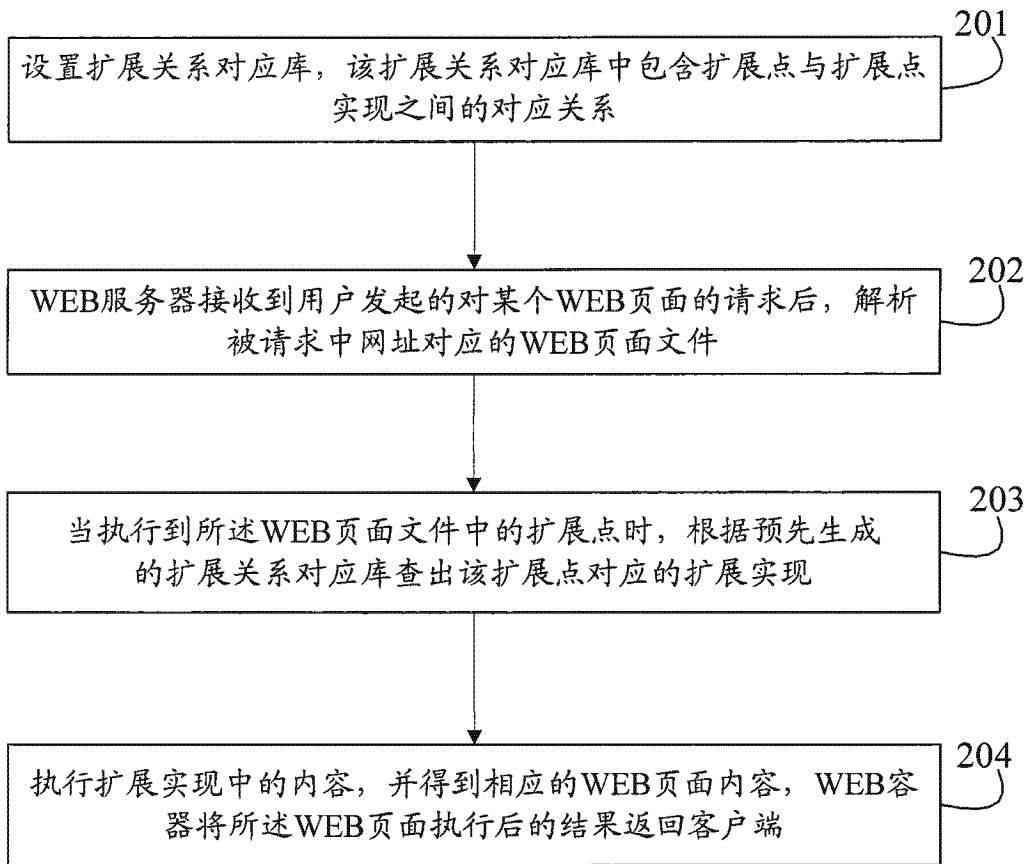 201
设置扩展关系对应库，该扩展关系对应库中包含扩展点与扩展点
实现之间的对应关系
202
WEB服务器接收到用户发起的对某个WEB页面的请求后，解析
被请求中网址对应的WEB页面文件
203
当执行到所述WEB页面文件中的扩展点时，根据预先生成
的扩展关系对应库查出该扩展点对应的扩展实现
204
执行扩展实现中的内容，并得到相应的WEB页面内容，WEB容
器将所述WEB页面执行后的结果返回客户端